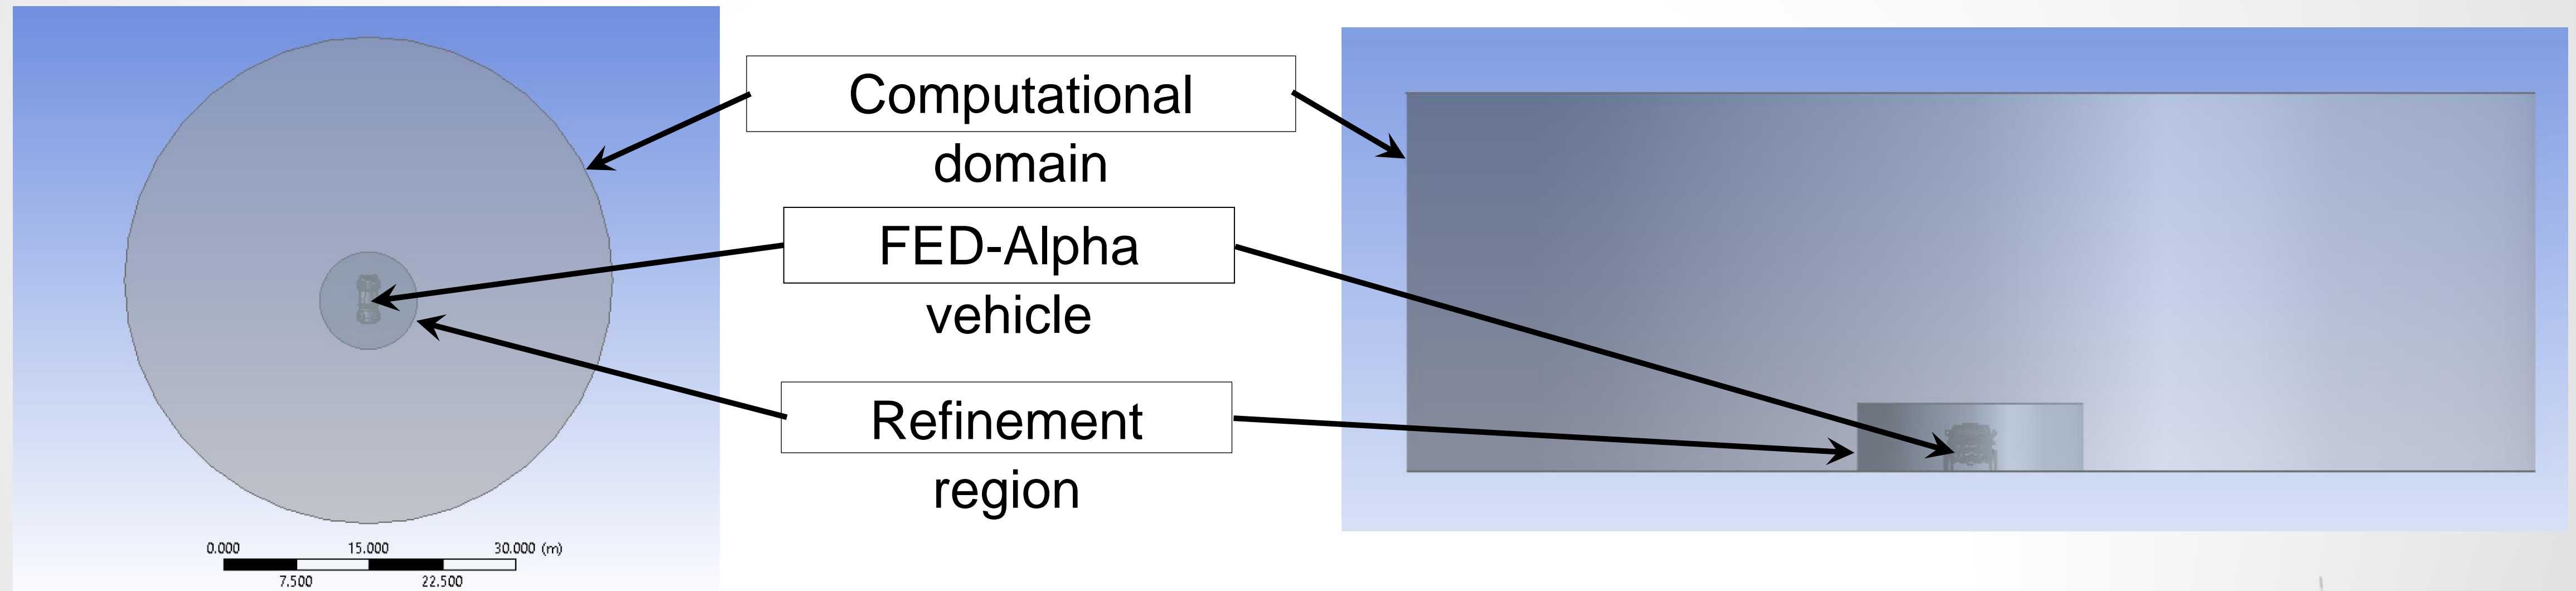 Computational
domain
FED-Alpha
vehicle
Refinement
region
0.000 15.000 30.000 (m)
7.500 22.500